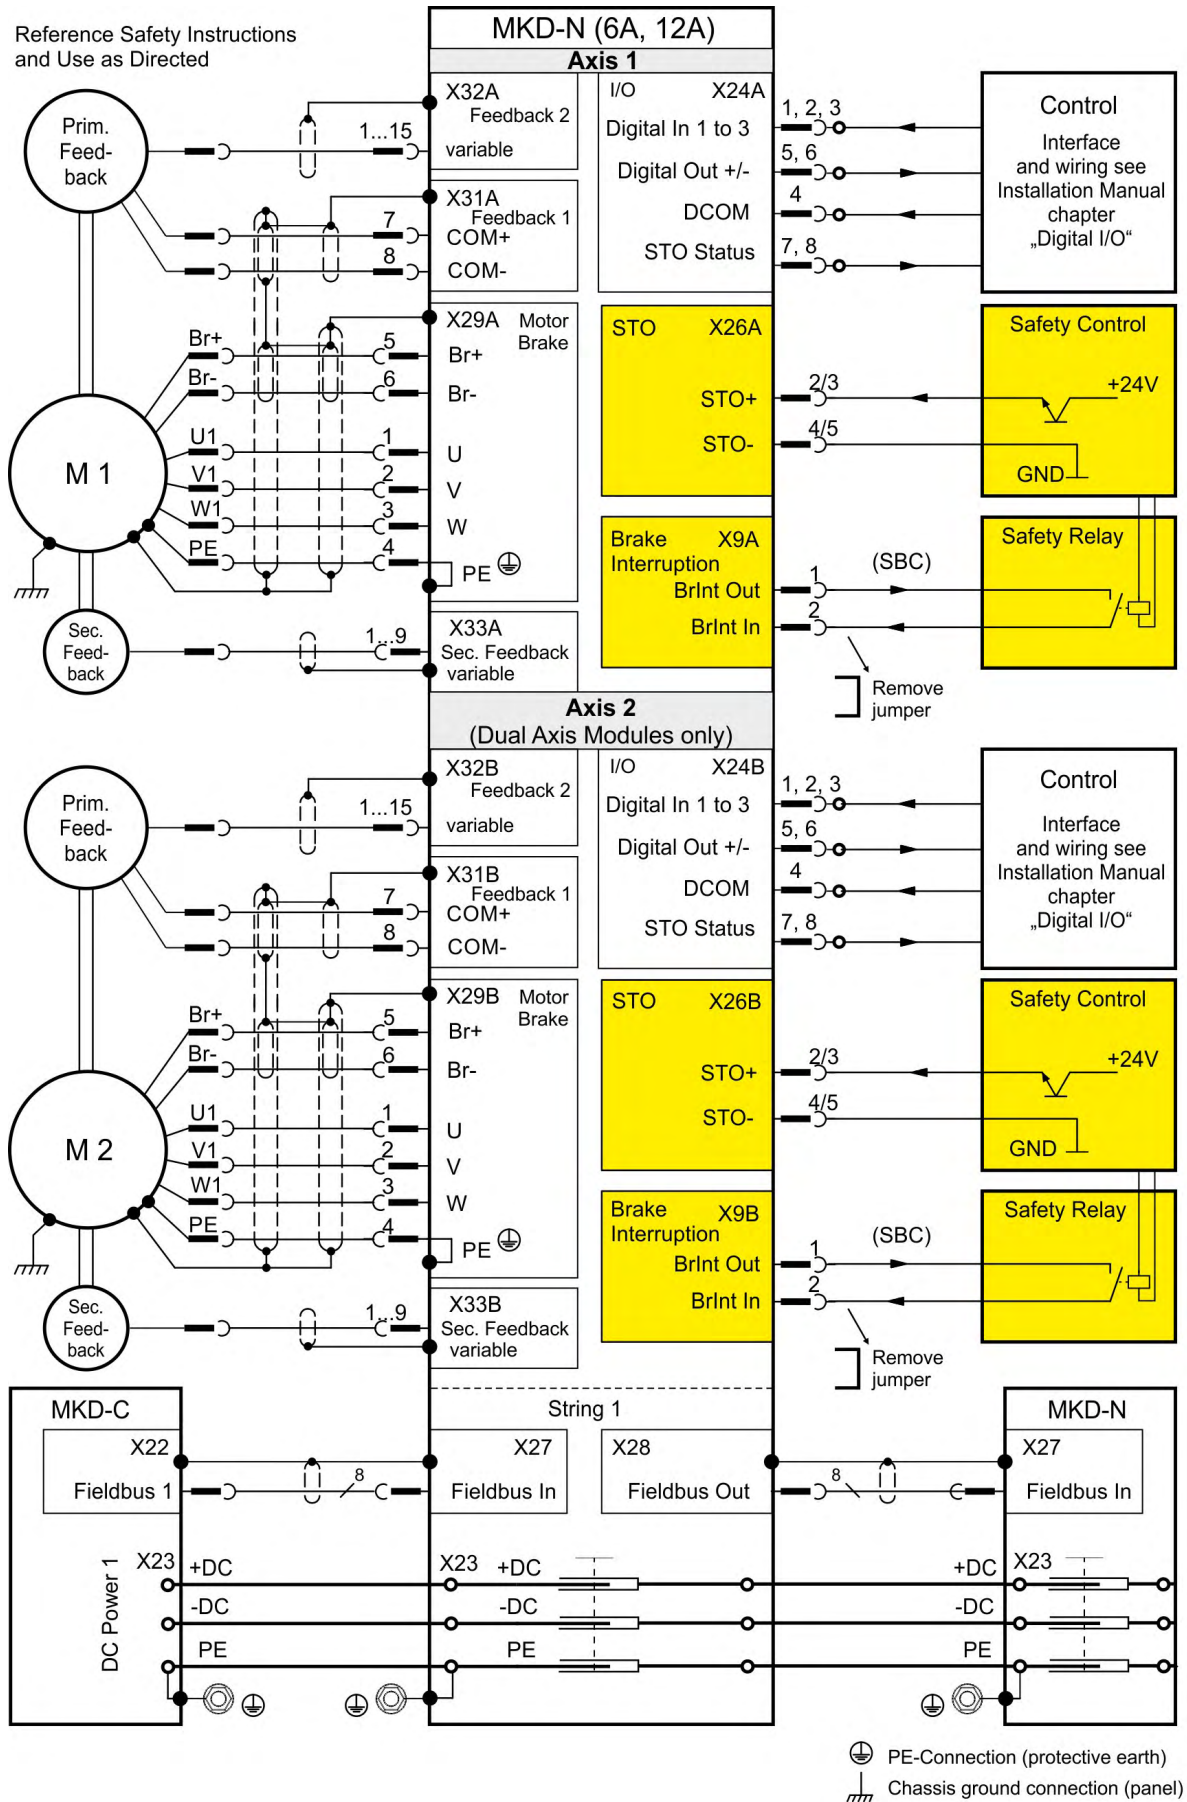 Reference Safety Instructions
and Use as Directed
MKD-N (6A, 12A)
Axis 1
Prim.
Feed-
back
1...15
X32A
Feedback 2
variable
7
8
X31A
Feedback 1
COM+
COM-
Br+
Br-
U1
V1
W1
PE
5
6
1
2
3
4
X29A
Motor
Brake
Br+
Br-
U
V
W
PE
M 1
Sec.
Feed-
back
1...9
X33A
Sec. Feedback
variable
I/O
X24A
Digital In 1 to 3
Digital Out +/-
DCOM
STO Status
1, 2, 3
5, 6
4
7, 8
Control
Interface
and wiring see
Installation Manual
chapter
„Digital I/O“
STO
X26A
STO+
STO-
2/3
4/5
Safety Control
+24V
GND
Brake
Interruption
X9A
BrInt Out
BrInt In
1
2
(SBC)
Safety Relay
Remove
jumper
Axis 2
(Dual Axis Modules only)
Prim.
Feed-
back
1...15
X32B
Feedback 2
variable
7
8
X31B
Feedback 1
COM+
COM-
Br+
Br-
U1
V1
W1
PE
5
6
1
2
3
4
X29B
Motor
Brake
Br+
Br-
U
V
W
PE
M 2
Sec.
Feed-
back
1...9
X33B
Sec. Feedback
variable
I/O
X24B
Digital In 1 to 3
Digital Out +/-
DCOM
STO Status
1, 2, 3
5, 6
4
7, 8
Control
Interface
and wiring see
Installation Manual
chapter
„Digital I/O“
STO
X26B
STO+
STO-
2/3
4/5
Safety Control
+24V
GND
Brake
Interruption
X9B
BrInt Out
BrInt In
1
2
(SBC)
Safety Relay
Remove
jumper
MKD-C
X22
Fieldbus 1
8
String 1
X27
Fieldbus In
X28
Fieldbus Out
8
MKD-N
X27
Fieldbus In
DC Power 1
X23
+DC
-DC
PE
X23
+DC
-DC
PE
+DC
-DC
PE
X23
PE-Connection (protective earth)
Chassis ground connection (panel)